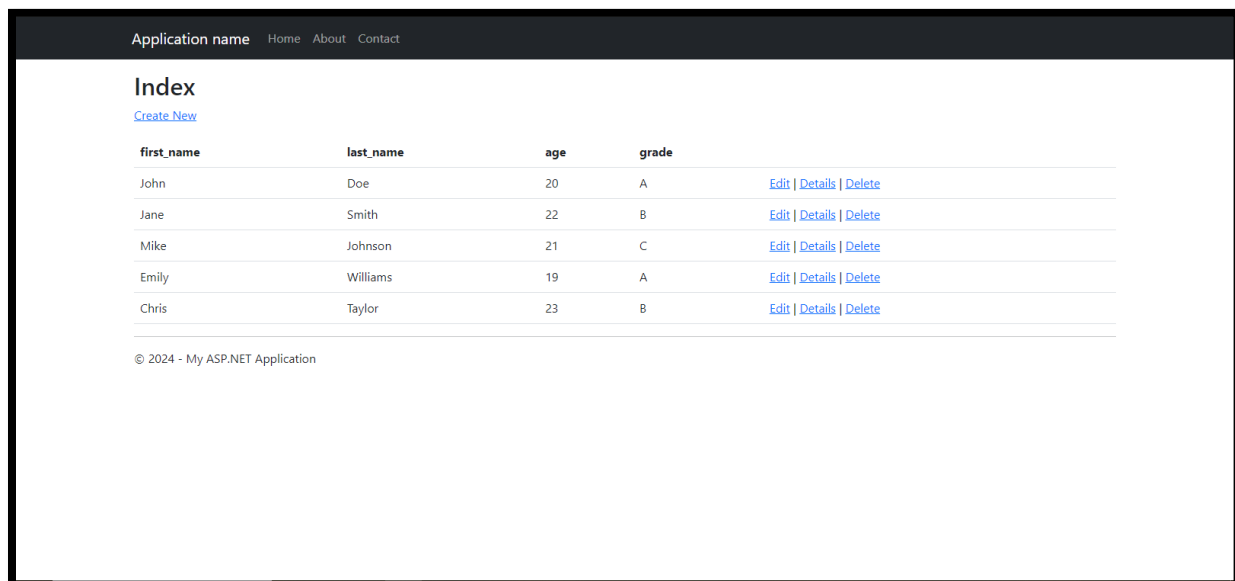 Application name Home About Contact
Index
Create New
first_name last_name age grade
John Doe 20 A Edit | Details | Delete
Jane Smith 22 B Edit | Details | Delete
Mike Johnson 21 C Edit | Details | Delete
Emily Williams 19 A Edit | Details | Delete
Chris Taylor 23 B Edit | Details | Delete
© 2024 - My ASP.NET Application